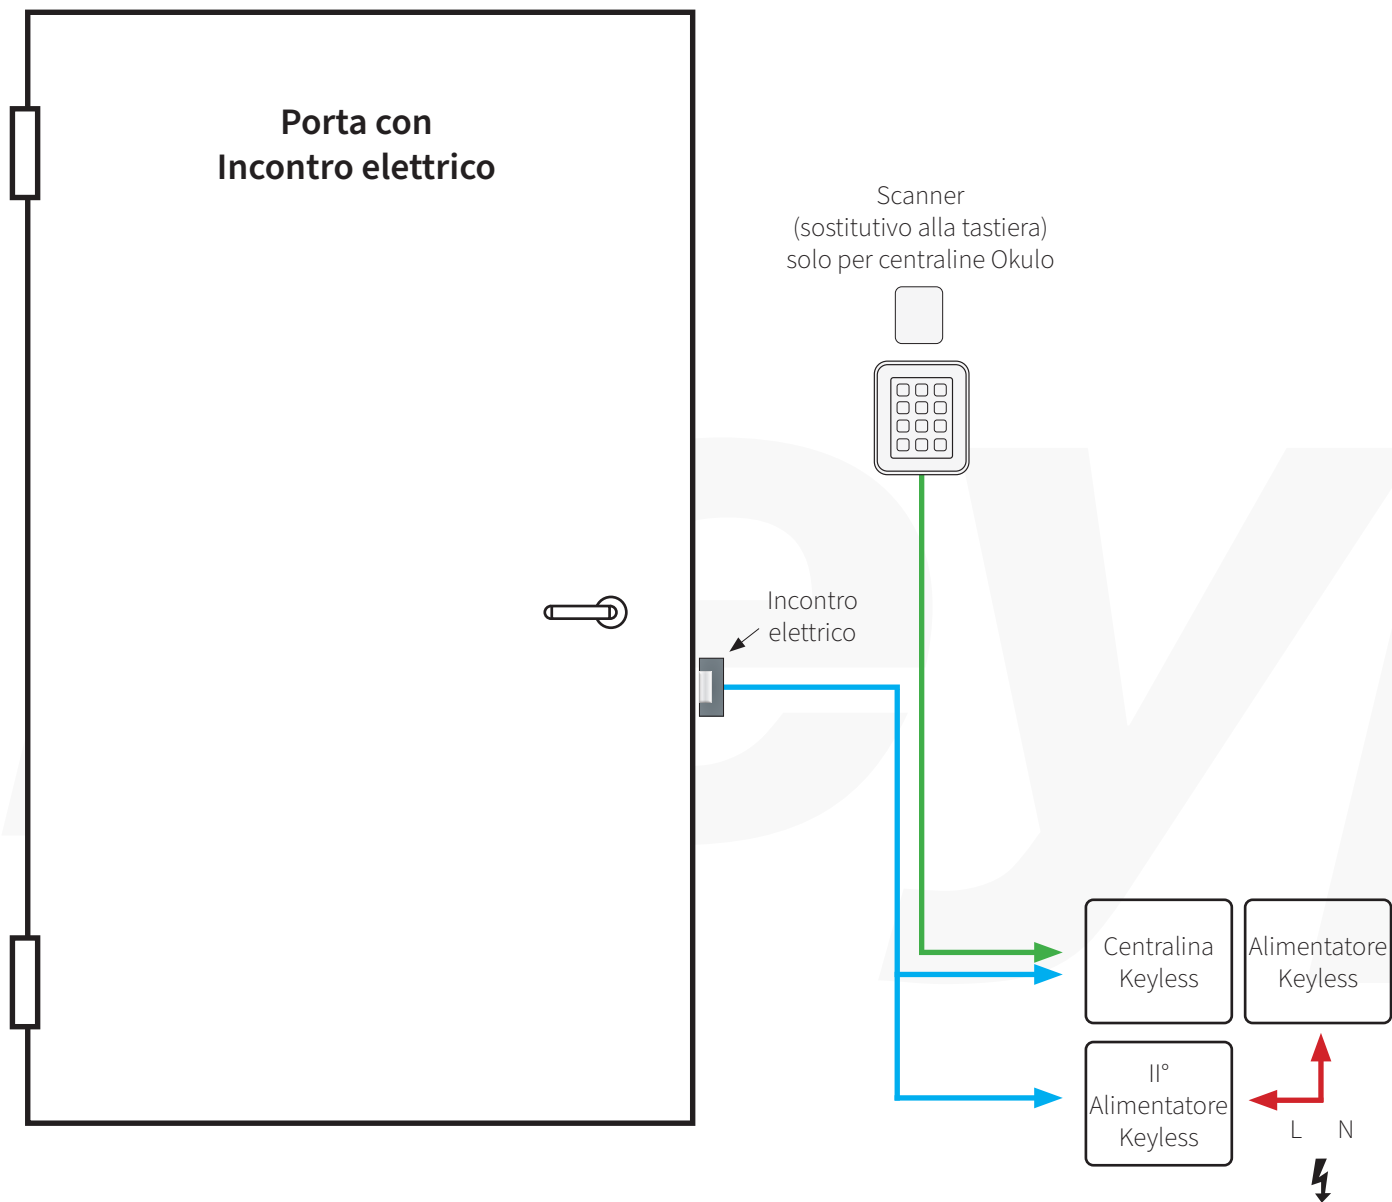 Porta con
Incontro elettrico
Scanner
(sostitutivo alla tastiera)
solo per centraline Okulo
Incontro
elettrico
Centralina
Keyless
Alimentatore
Keyless
II°
Alimentatore
Keyless
L N